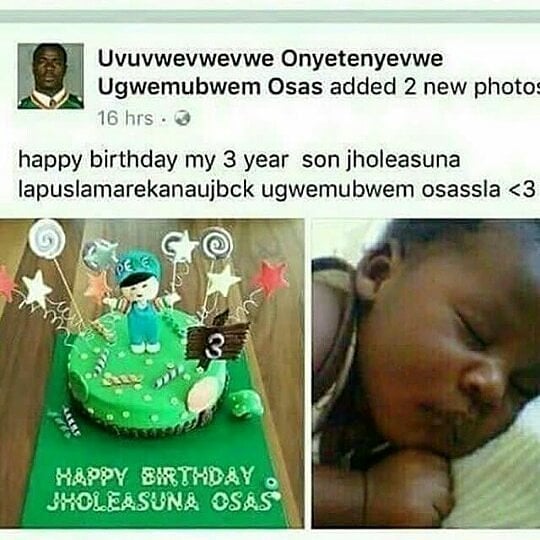 Uvuvwevwevwe Onyetenyevwe
Ugwemubwem Osas added 2 new photos
16 hrs ·
happy birthday my 3 year son jholeasuna
lapuslamarekanaujbck ugwemubwem osassla <3
3
HAPPY BIRTHDAY
JHOLEASUNA OSAS